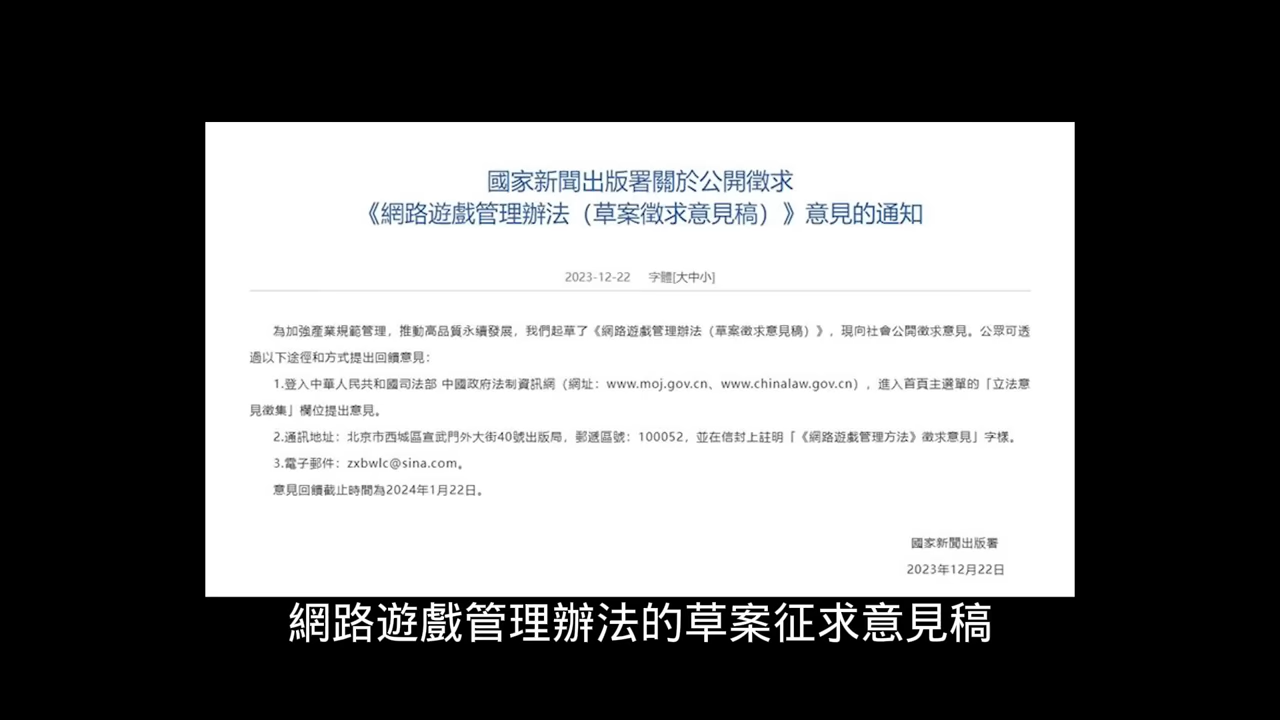 國家新聞出版署關於公開徵求
《網路遊戲管理辦法（草案徵求意見稿）》意見的通知
2023-12-22 字體[大中小]
為加強產業規範管理，推動高品質永續發展，我們起草了《網路遊戲管理辦法（草案徵求意見稿）》，現向社會公開徵求意見。公眾可透
過以下途徑和方式提出回饋意見：
1.登入中華人民共和國司法部 中國政府法制資訊網（網址：www.moj.gov.cn、www.chinalaw.gov.cn），進入首頁主選單的「立法意
見徵集」欄位提出意見。
2.通訊地址：北京市西城區宣武門外大街40號出版局，郵遞區號：100052，並在信封上註明「《網路遊戲管理方法》徵求意見」字樣。
3.電子郵件：zxbwlc@sina.com。
意見回饋截止時間為2024年1月22日。
國家新聞出版署
2023年12月22日
網路遊戲管理辦法的草案征求意見稿